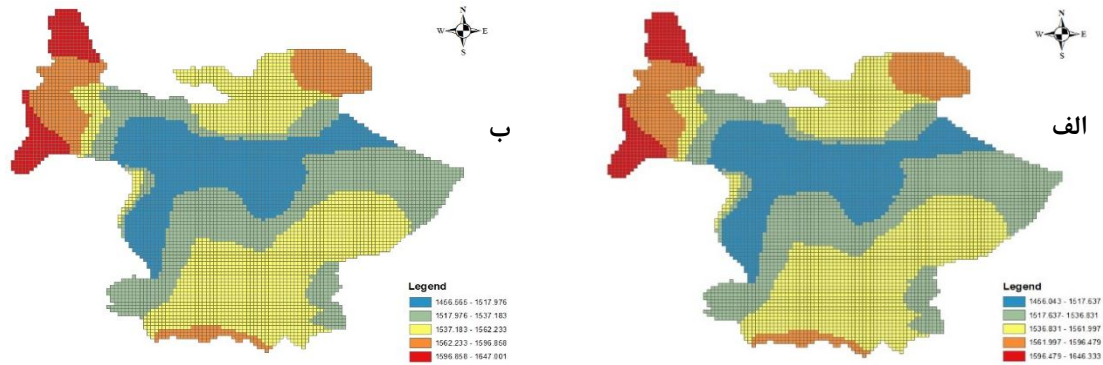 N
W E
S
ب
Legend
1456.565 - 1517.976
1517.976 - 1537.183
1537.183 - 1562.233
1562.233 - 1596.858
1596.858 - 1647.001
N
W E
S
الف
Legend
1456.043 - 1517.637
1517.637 - 1536.831
1536.831 - 1561.997
1561.997 - 1596.479
1596.479 - 1646.333